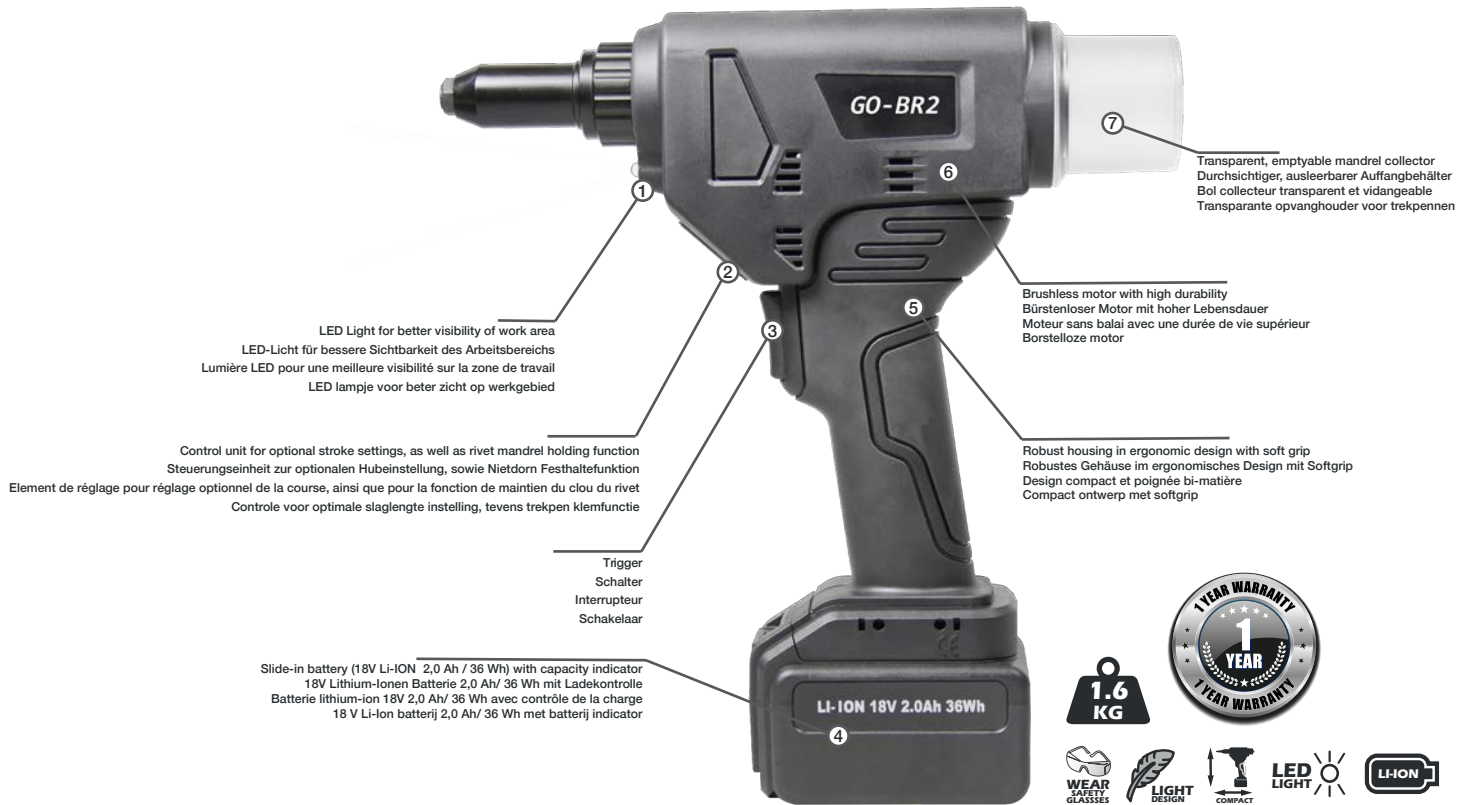 GO-BR2
7
Transparent, emptyable mandrel collector
Durchsichtiger, ausleerbarer Auffangbehälter
Bol collecteur transparent et vidangeable
Transparante opvanghouder voor trekpennen
6
1
2
Brushless motor with high durability
Bürstenloser Motor mit hoher Lebensdauer
Moteur sans balai avec une durée de vie supérieur
Borstelloze motor
5
3
LED Light for better visibility of work area
LED-Licht für bessere Sichtbarkeit des Arbeitsbereichs
Lumière LED pour une meilleure visibilité sur la zone de travail
LED lampje voor beter zicht op werkgebied
Control unit for optional stroke settings, as well as rivet mandrel holding function
Steuerungseinheit zur optionalen Hubeinstellung, sowie Nietdorn Festhaltefunktion
Element de réglage pour réglage optionnel de la course, ainsi que pour la fonction de maintien du clou du rivet
Controle voor optimale slaglengte instelling, tevens trekpen klemfunctie
Robust housing in ergonomic design with soft grip
Robustes Gehäuse im ergonomisches Design mit Softgrip
Design compact et poignée bi-matière
Compact ontwerp met softgrip
Trigger
Schalter
Interrupteur
Schakelaar
Slide-in battery (18V Li-ION 2,0 Ah / 36 Wh) with capacity indicator
18V Lithium-Ionen Batterie 2,0 Ah/ 36 Wh mit Ladekontrolle
Batterie lithium-ion 18V 2,0 Ah/ 36 Wh avec contrôle de la charge
18 V Li-Ion batterij 2,0 Ah/ 36 Wh met batterij indicator
LI-ION 18V 2.0Ah 36Wh
4
1.6
KG
1 YEAR WARRANTY
1
YEAR
1 YEAR WARRANTY
WEAR
SAFETY
GLASSSES
LIGHT
DESIGN
COMPACT
LED
LIGHT
LI-ION